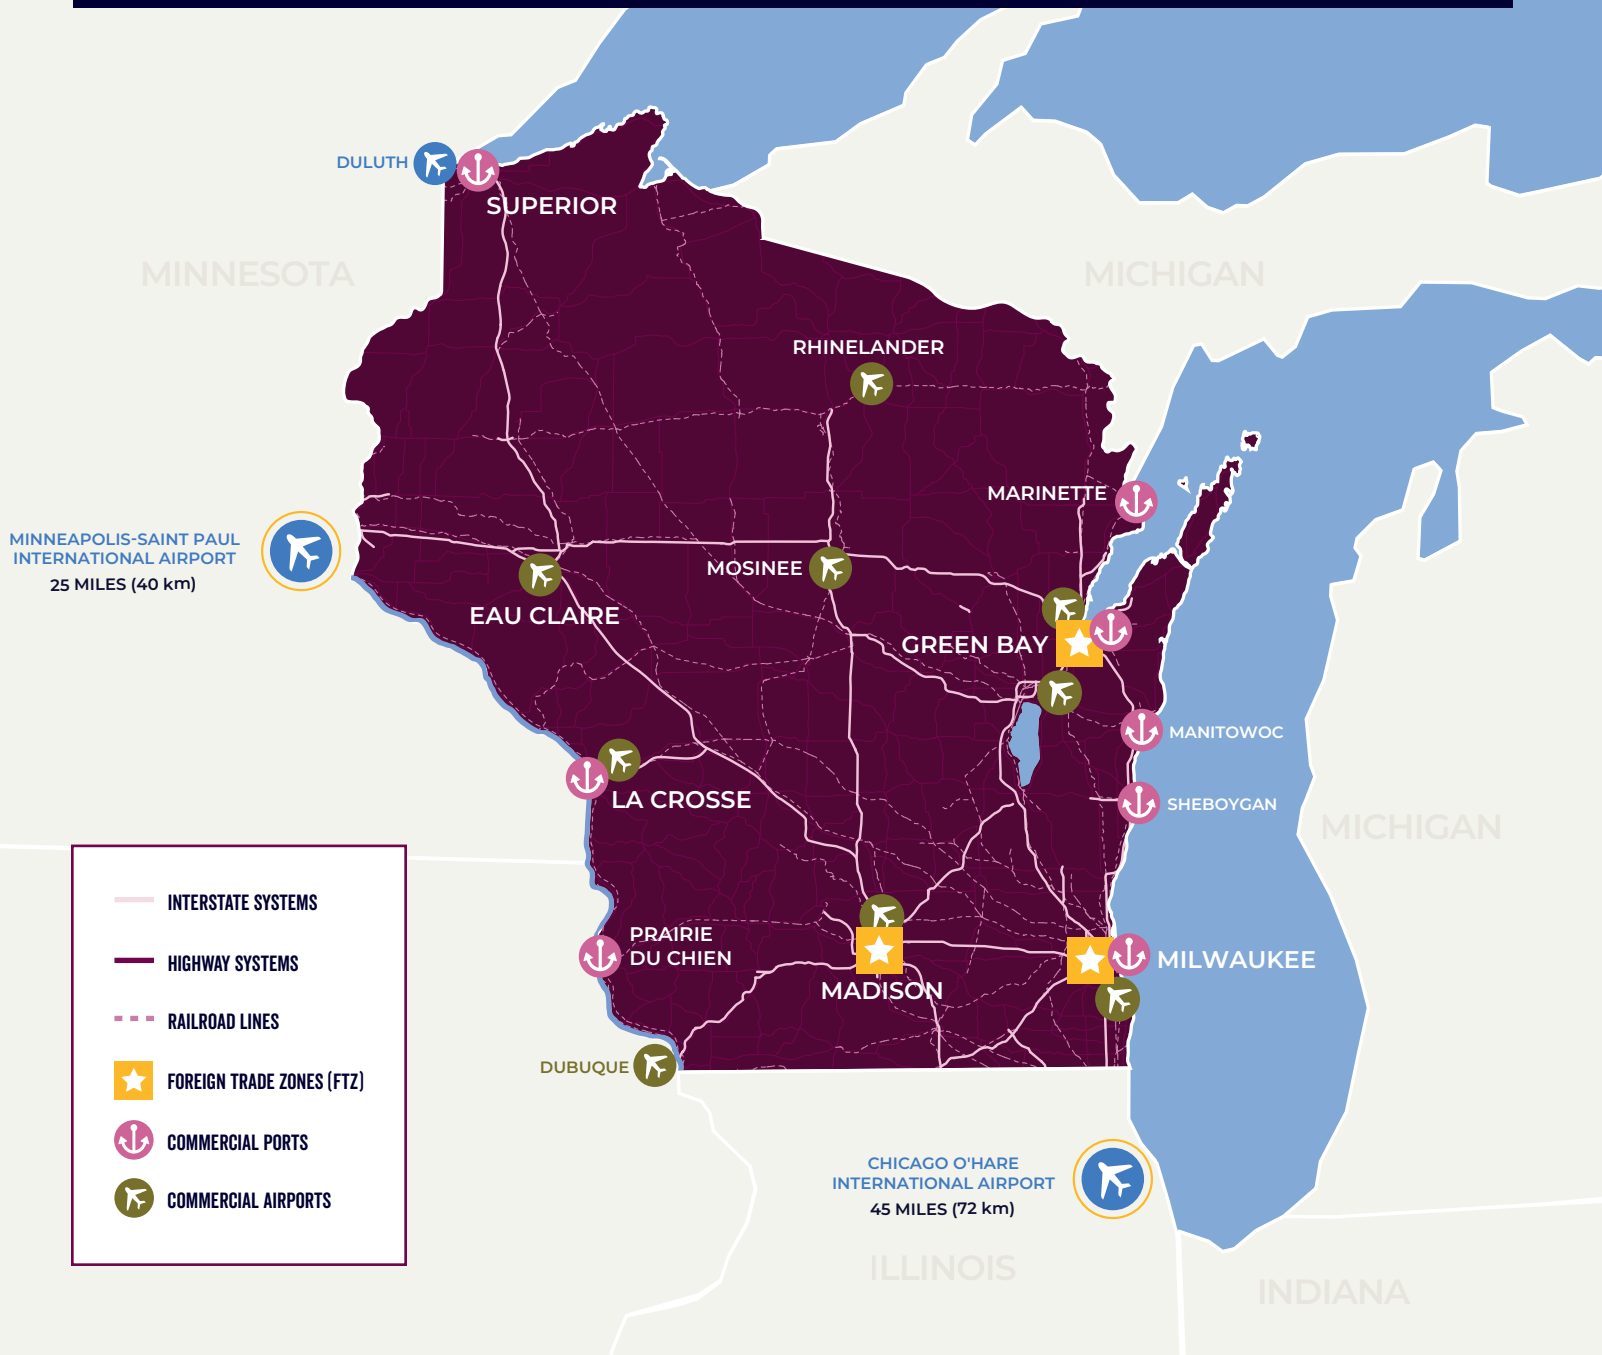 DULUTH
SUPERIOR
MINNESOTA
MICHIGAN
RHINELANDER
MARINETTE
MINNEAPOLIS-SAINT PAUL
INTERNATIONAL AIRPORT
25 MILES (40 km)
MOSINEE
EAU CLAIRE
GREEN BAY
MANITOWOC
LA CROSSE
SHEBOYGAN
MICHIGAN
PRAIRIE
DU CHIEN
MILWAUKEE
MADISON
DUBUQUE
INTERSTATE SYSTEMS
HIGHWAY SYSTEMS
RAILROAD LINES
FOREIGN TRADE ZONES (FTZ)
COMMERCIAL PORTS
COMMERCIAL AIRPORTS
CHICAGO O'HARE
INTERNATIONAL AIRPORT
45 MILES (72 km)
ILLINOIS
INDIANA